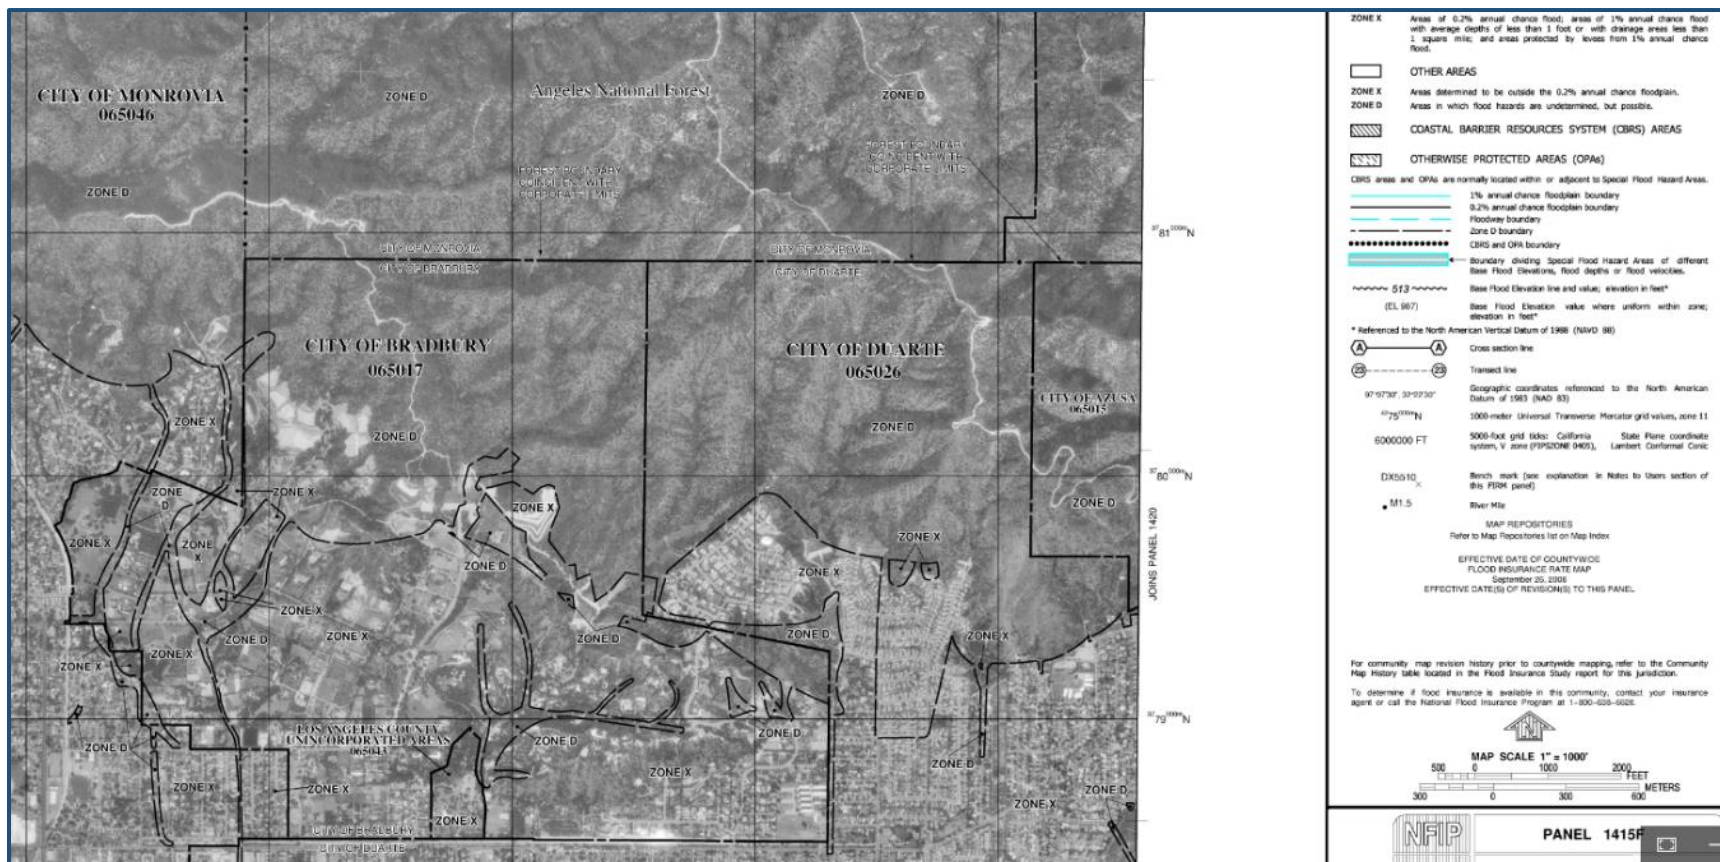 CITY OF MONROVIA
065046
ZONE D
Angeles National Forest
ZONE D
ZONE D
FOREST BOUNDARY
COINCIDENT WITH
CORPORATE LIMITS
FOREST BOUNDARY
COINCIDENT WITH
CORPORATE LIMITS
CITY OF MONROVIA
CITY OF BRADBURY
CITY OF MONROVIA
CITY OF DUARTE
3781000mN
CITY OF BRADBURY
065017
CITY OF DUARTE
065026
CITY OF AZUSA
065015
ZONE X
ZONE D
ZONE D
3780000mN
ZONE
D
ZONE X
ZONE X
ZONE D
ZONE X
ZONE
X
ZONE D
ZONE X
ZONE X
JOINS PANEL 1420
ZONE X
ZONE X
ZONE D
ZONE D
ZONE D
ZONE X
ZONE X
ZONE X
3779000mN
LOS ANGELES COUNTY
UNINCORPORATED AREAS
065043
ZONE D
ZONE D
ZONE D
ZONE D
ZONE X
ZONE X
ZONE X
ZONE D
ZONE X
ZONE X
CITY OF BRADBURY
CITY OF DUARTE
ZONE X Areas of 0.2% annual chance flood; areas of 1% annual chance flood
with average depths of less than 1 foot or with drainage areas less than
1 square mile; and areas protected by levees from 1% annual chance
flood.
OTHER AREAS
ZONE X Areas determined to be outside the 0.2% annual chance floodplain.
ZONE D Areas in which flood hazards are undetermined, but possible.
COASTAL BARRIER RESOURCES SYSTEM (CBRS) AREAS
OTHERWISE PROTECTED AREAS (OPAs)
CBRS areas and OPAs are normally located within or adjacent to Special Flood Hazard Areas.
1% annual chance floodplain boundary
0.2% annual chance floodplain boundary
Floodway boundary
Zone D boundary
CBRS and OPA boundary
Boundary dividing Special Flood Hazard Areas of different
Base Flood Elevations, flood depths or flood velocities.
513 Base Flood Elevation line and value; elevation in feet*
(EL 987) Base Flood Elevation value where uniform within zone;
elevation in feet*
* Referenced to the North American Vertical Datum of 1988 (NAVD 88)
A A Cross section line
23 23 Transect line
97°07'30", 32°22'30" Geographic coordinates referenced to the North American
Datum of 1983 (NAD 83)
4275000mN 1000-meter Universal Transverse Mercator grid values, zone 11
6000000 FT 5000-foot grid ticks: California State Plane coordinate
system, V zone (FIPSZONE 0405), Lambert Conformal Conic
DX5510 Bench mark (see explanation in Notes to Users section of
this FIRM panel)
M1.5 River Mile
MAP REPOSITORIES
Refer to Map Repositories list on Map Index
EFFECTIVE DATE OF COUNTYWIDE
FLOOD INSURANCE RATE MAP
September 26, 2008
EFFECTIVE DATE(S) OF REVISION(S) TO THIS PANEL
For community map revision history prior to countywide mapping, refer to the Community
Map History table located in the Flood Insurance Study report for this jurisdiction.
To determine if flood insurance is available in this community, contact your insurance
agent or call the National Flood Insurance Program at 1-800-638-6620.
N
MAP SCALE 1" = 1000'
500 0 1000 2000
FEET
METERS
300 0 300 600
NFIP
PANEL 1415F